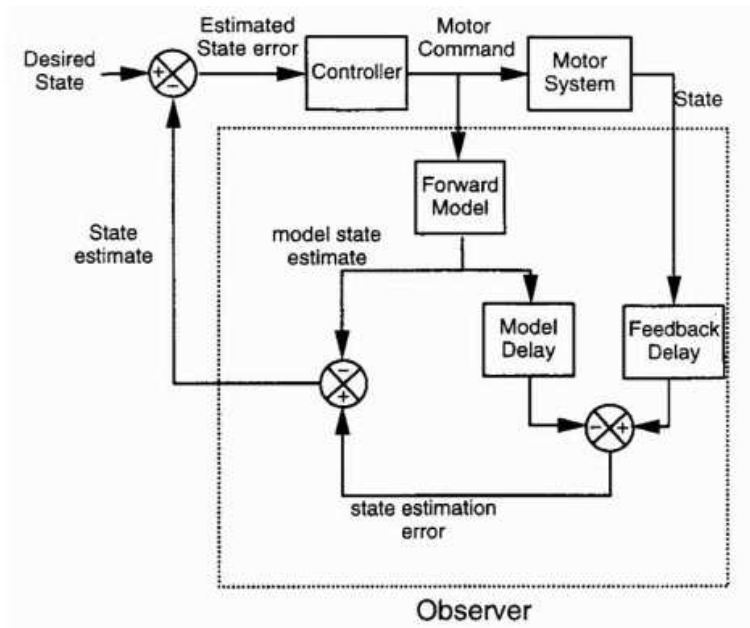 Desired
State
+
−
Estimated
State error
Controller
Motor
Command
Motor
System
State
Forward
Model
State
estimate
model state
estimate
Model
Delay
Feedback
Delay
-
+
− +
state estimation
error
Observer